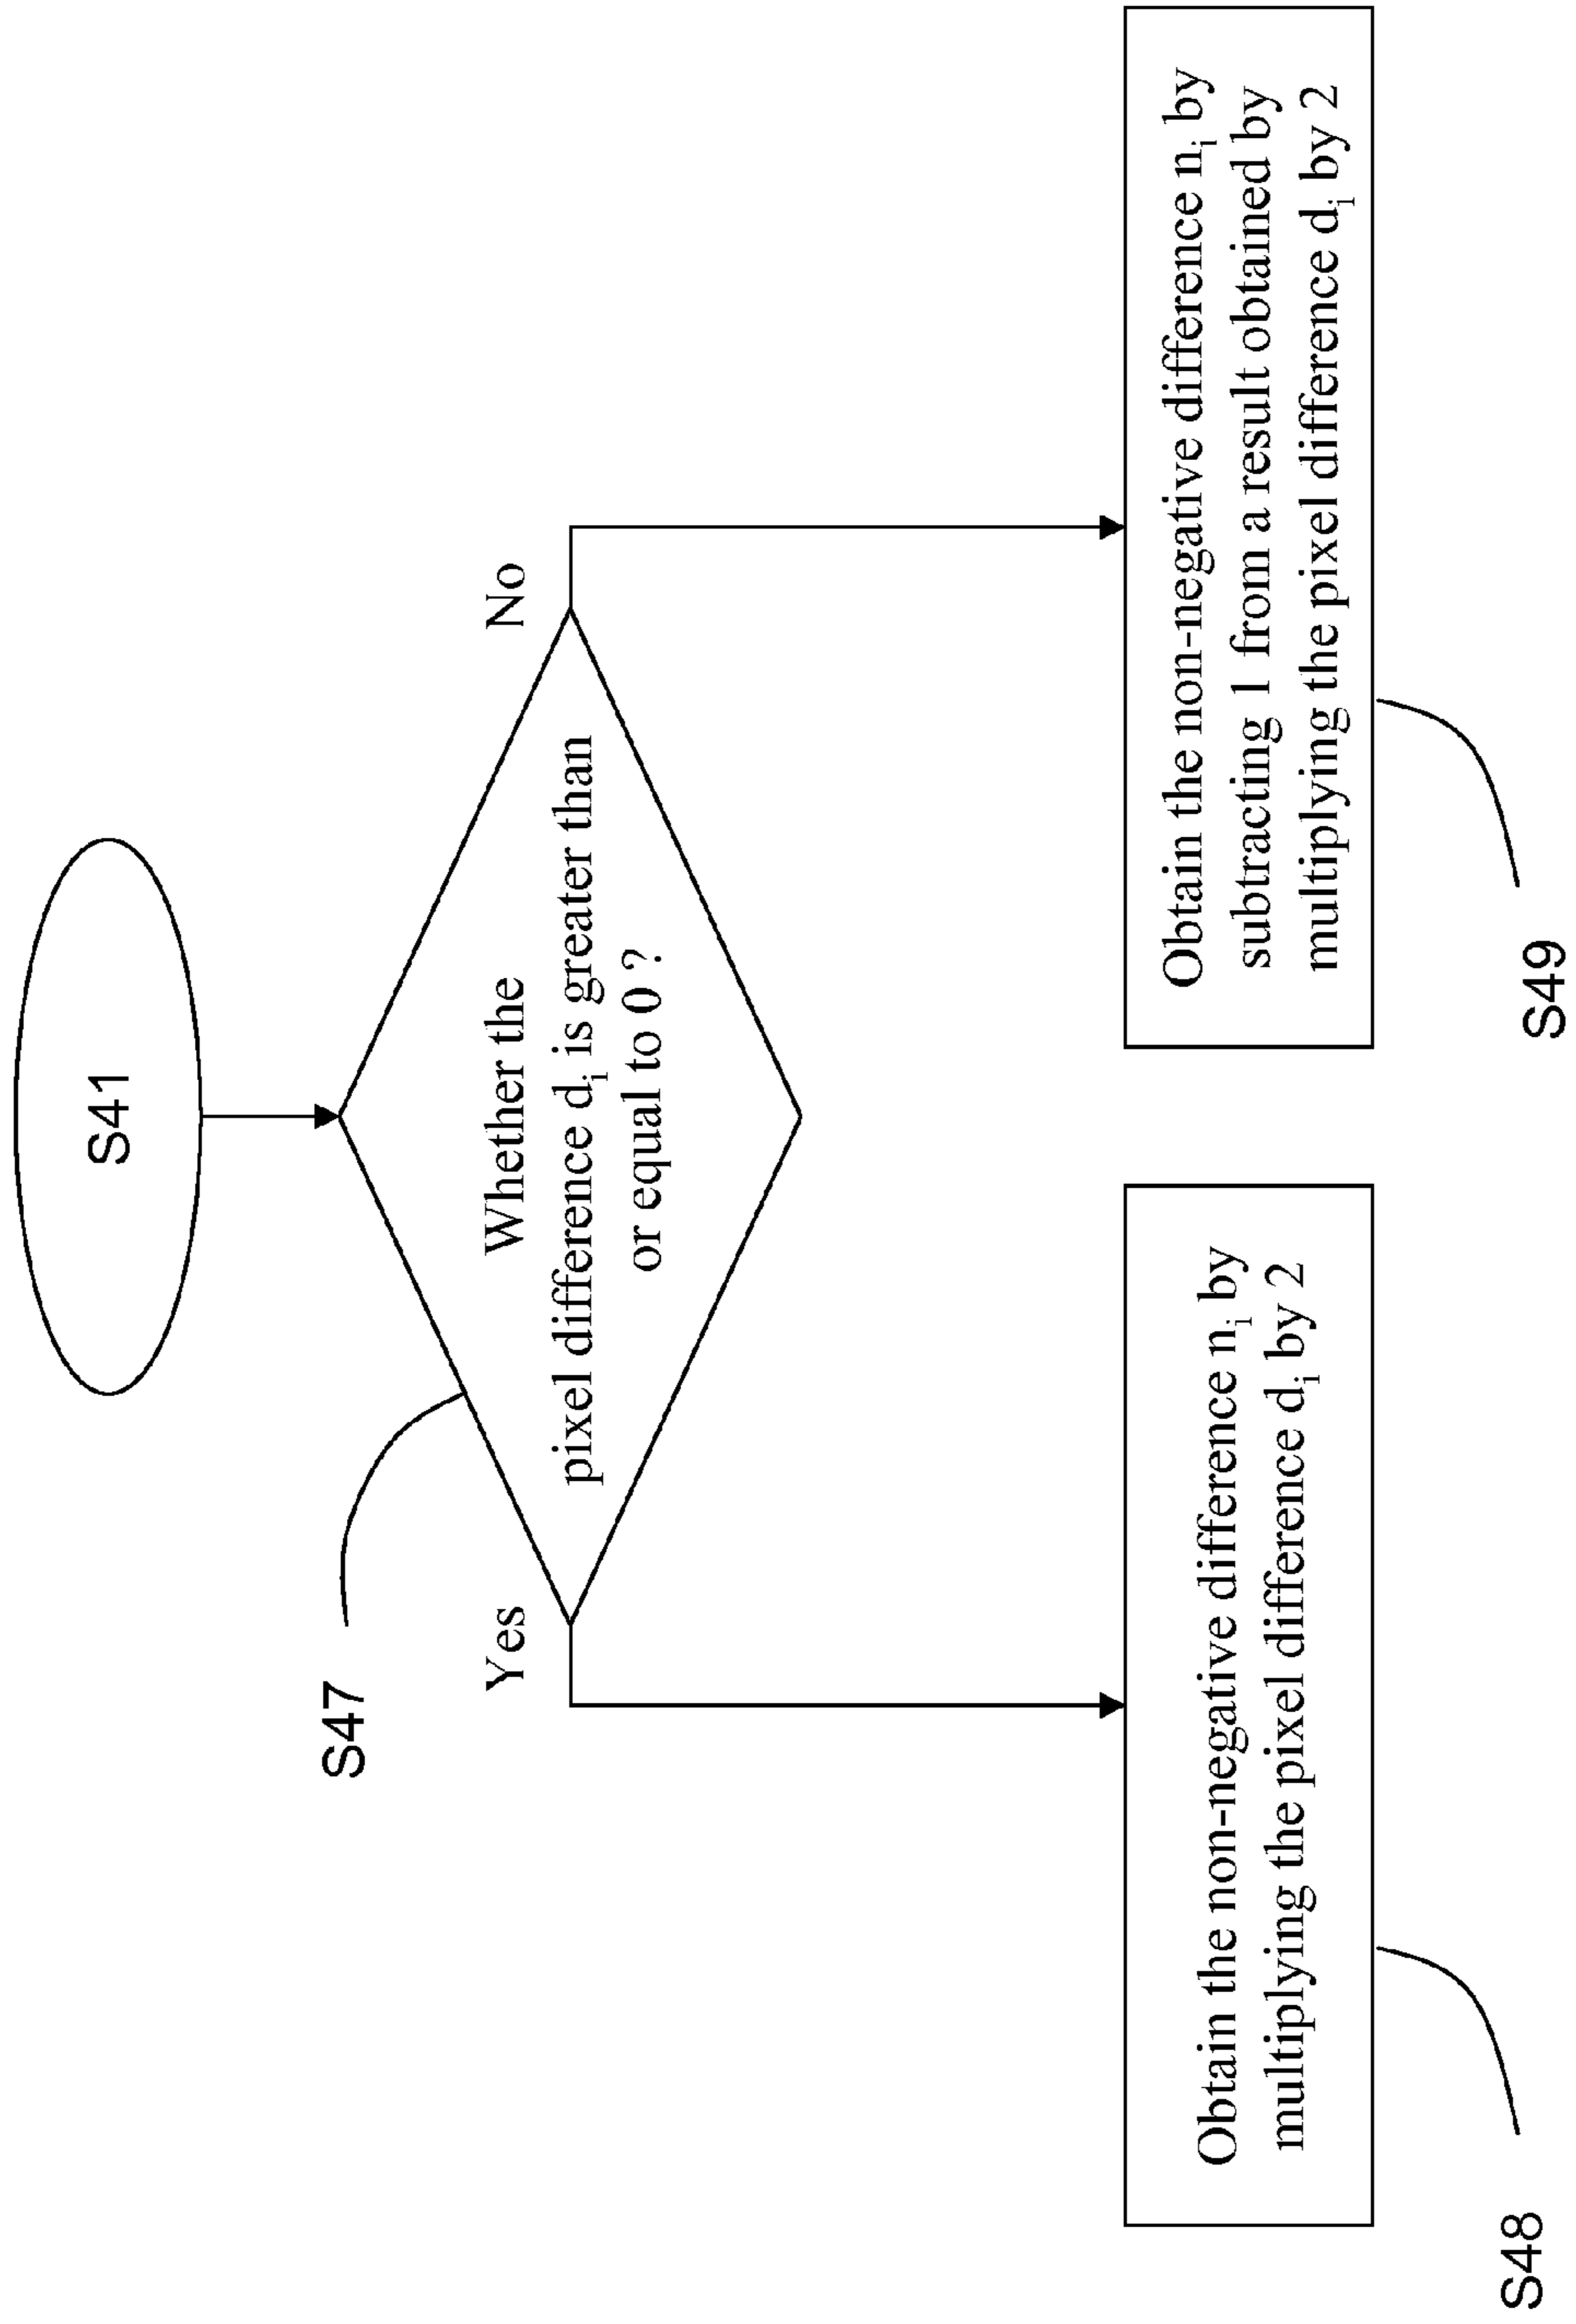 S41
S47
Whether the
pixel difference di is greater than
or equal to 0 ?
Yes
No
Obtain the non-negative difference ni by
multiplying the pixel difference di by 2
S48
Obtain the non-negative difference ni by
subtracting 1 from a result obtained by
multiplying the pixel difference di by 2
S49